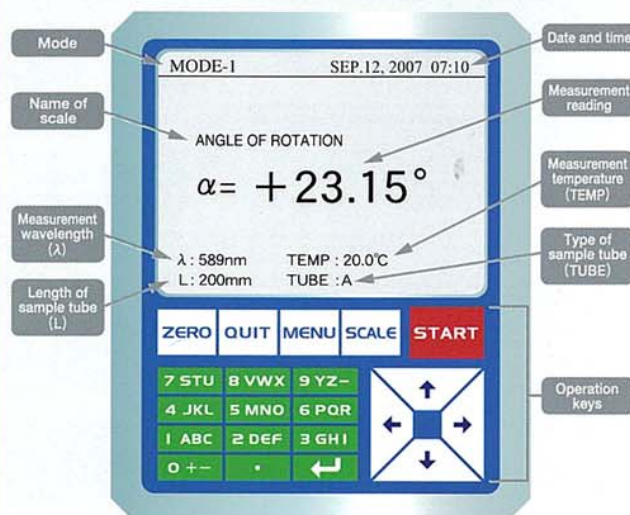 Mode
Date and time
MODE-1 SEP.12, 2007 07:10
Name of
scale
Measurement
reading
ANGLE OF ROTATION
α= +23.15°
Measurement
temperature
(TEMP)
Measurement
wavelength
(λ)
λ : 589nm TEMP : 20.0℃
Type of
sample tube
(TUBE)
Length of
sample tube
(L)
L : 200mm TUBE : A
ZERO QUIT MENU SCALE START
7 STU 8 VWX 9 YZ−
4 JKL 5 MNO 6 PQR
1 ABC 2 DEF 3 GHI
0 +− ·
Operation
keys